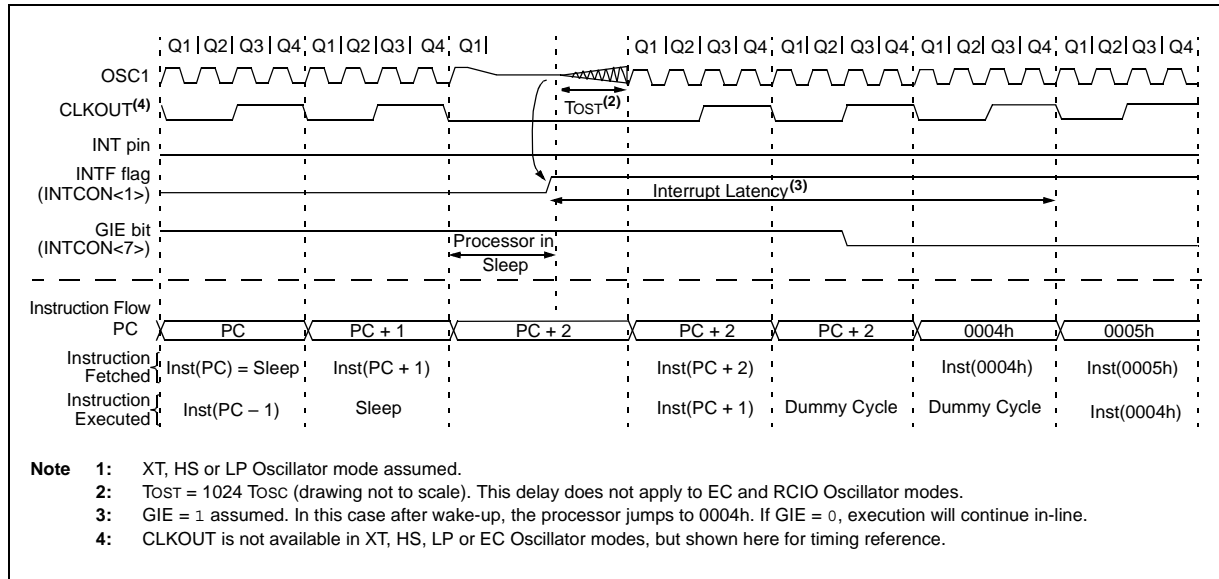 Q1 Q2 Q3 Q4 Q1 Q2 Q3 Q4 Q1 Q1 Q2 Q3 Q4 Q1 Q2 Q3 Q4 Q1 Q2 Q3 Q4 Q1 Q2 Q3 Q4
OSC1
TOST(2)
CLKOUT(4)
INT pin
INTF flag
(INTCON<1>)
Interrupt Latency(3)
GIE bit
(INTCON<7>)
Processor in
Sleep
Instruction Flow
PC PC PC + 1 PC + 2 PC + 2 PC + 2 0004h 0005h
Instruction
Fetched
Inst(PC) = Sleep Inst(PC + 1) Inst(PC + 2) Inst(0004h) Inst(0005h)
Instruction
Executed
Inst(PC – 1) Sleep Inst(PC + 1) Dummy Cycle Dummy Cycle Inst(0004h)
Note 1: XT, HS or LP Oscillator mode assumed.
2: TOST = 1024 TOSC (drawing not to scale). This delay does not apply to EC and RCIO Oscillator modes.
3: GIE = 1 assumed. In this case after wake-up, the processor jumps to 0004h. If GIE = 0, execution will continue in-line.
4: CLKOUT is not available in XT, HS, LP or EC Oscillator modes, but shown here for timing reference.